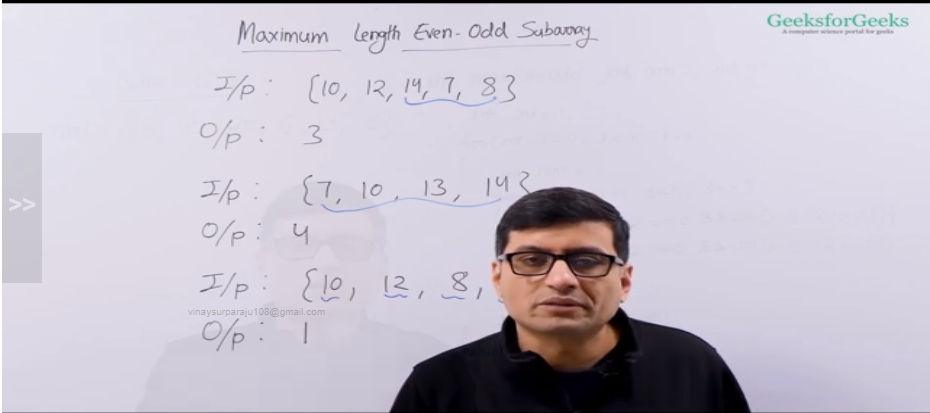 GeeksforGeeks
A computer science portal for geeks
Maximum Length Even-Odd Subarray
I/p : {10, 12, 14, 7, 8}
O/p : 3
I/p : {7, 10, 13, 14}
>>
O/p : 4
I/p : {10, 12, 8,
vinaysurparaju108@gmail.com
O/p : 1